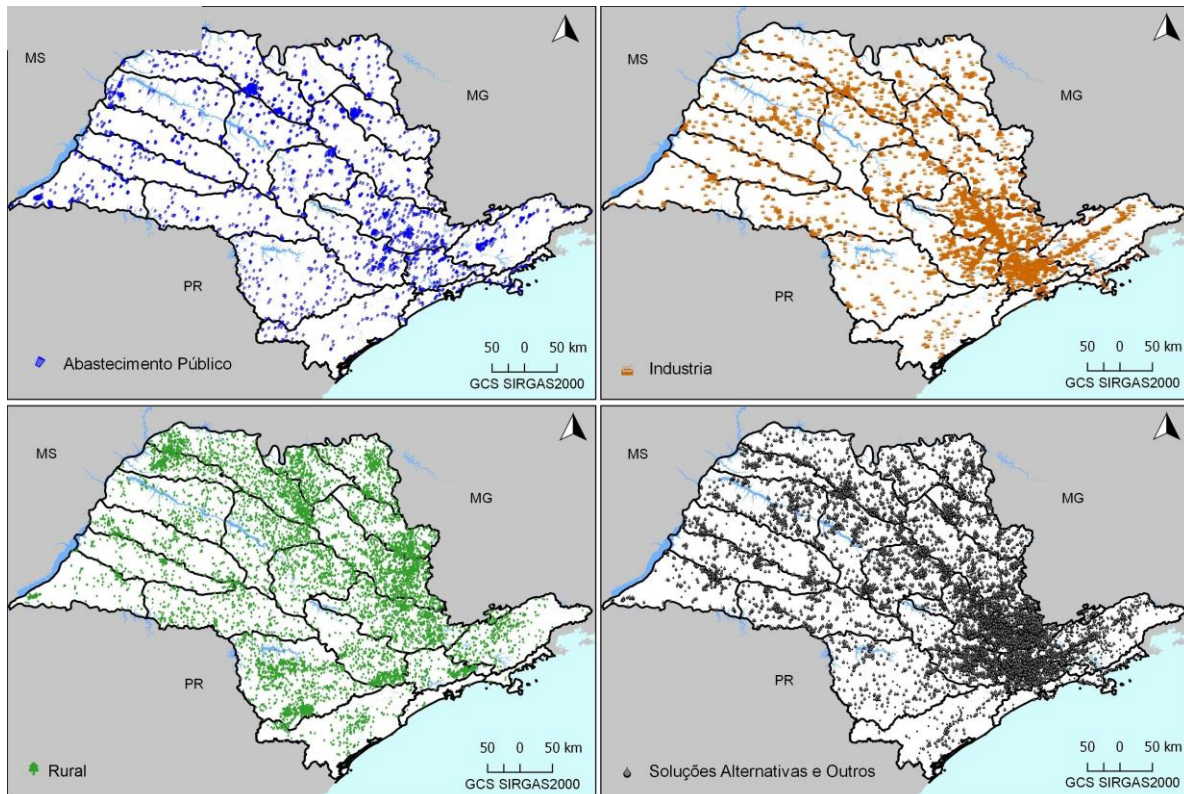 MS
MG
PR
Abastecimento Público
50 0 50 km
GCS SIRGAS2000
MS
MG
PR
Industria
50 0 50 km
GCS SIRGAS2000
MS
MG
PR
Rural
50 0 50 km
GCS SIRGAS2000
MS
MG
PR
Soluções Alternativas e Outros
50 0 50 km
GCS SIRGAS2000